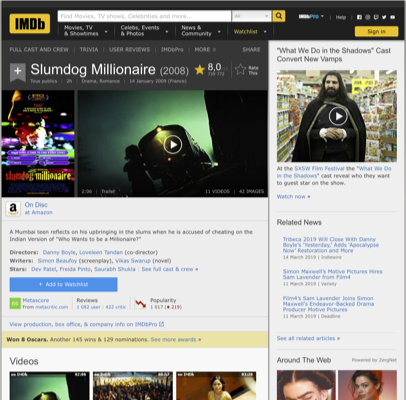 IMDb
Find Movies, TV shows, Celebrities and more...
All
IMDbPro
Help
Movies, TV
& Showtimes
Celebs, Events
& Photos
News &
Community
Watchlist
Sign in
FULL CAST AND CREW | TRIVIA | USER REVIEWS | IMDbPro | MORE
SHARE
Slumdog Millionaire (2008)
8,0
Rate
This
Tous publics | 2h | Drama, Romance | 14 January 2009 (France)
slumdog millionaire
2:06 | Trailer
11 VIDEOS | 42 IMAGES
On Disc
at Amazon
A Mumbai teen reflects on his upbringing in the slums when he is accused of cheating on the
Indian Version of "Who Wants to be a Millionaire?"
Directors: Danny Boyle, Loveleen Tandan (co-director)
Writers: Simon Beaufoy (screenplay), Vikas Swarup (novel)
Stars: Dev Patel, Freida Pinto, Saurabh Shukla | See full cast & crew »
+ Add to Watchlist
Metascore
From metacritic.com
Reviews
1 082 user | 422 critic
Popularity
1 017
View production, box office, & company info on IMDbPro
Won 8 Oscars. Another 145 wins & 129 nominations. See more awards »
Videos
"What We Do in the Shadows" Cast
Convert New Vamps
At the SXSW Film Festival the "What We Do
in the Shadows" cast reveal who they want
to guest star on the show.
Watch now »
Related News
Tribeca 2019 Will Close With Danny
Boyle's 'Yesterday,' Adds 'Apocalypse
Now' Restoration
14 March 2019 | Indiewire
Simon Maxwell's Motive Pictures Hires
Sam Lavender from Film4
11 March 2019 | Variety
Film4's Sam Lavender Joins Simon
Maxwell's Endeavor-Backed Drama
Producer Motive Pictures
11 March 2019 | Deadline
See all related articles »
Around The Web
Powered by ZergNet